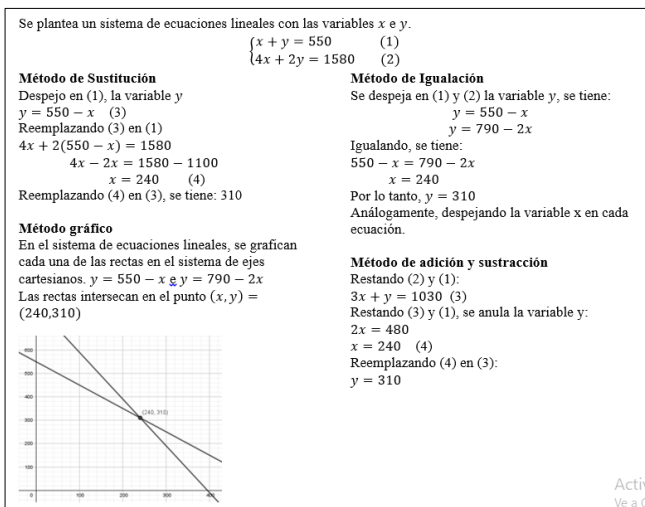 Se plantea un sistema de ecuaciones lineales con las variables x e y.
{x + y = 550 (1)
{4x + 2y = 1580 (2)
Método de Sustitución
Despejo en (1), la variable y
y = 550 − x (3)
Reemplazando (3) en (1)
4x + 2(550 − x) = 1580
4x − 2x = 1580 − 1100
x = 240 (4)
Reemplazando (4) en (3), se tiene: 310
Método gráfico
En el sistema de ecuaciones lineales, se grafican
cada una de las rectas en el sistema de ejes
cartesianos. y = 550 − x e y = 790 − 2x
Las rectas intersecan en el punto (x, y) =
(240,310)
600
500
400
300
200
100
0
100
200
300
400
(240, 310)
Método de Igualación
Se despeja en (1) y (2) la variable y, se tiene:
y = 550 − x
y = 790 − 2x
Igualando, se tiene:
550 − x = 790 − 2x
x = 240
Por lo tanto, y = 310
Análogamente, despejando la variable x en cada
ecuación.
Método de adición y sustracción
Restando (2) y (1):
3x + y = 1030 (3)
Restando (3) y (1), se anula la variable y:
2x = 480
x = 240 (4)
Reemplazando (4) en (3):
y = 310
Activ
Ve a C